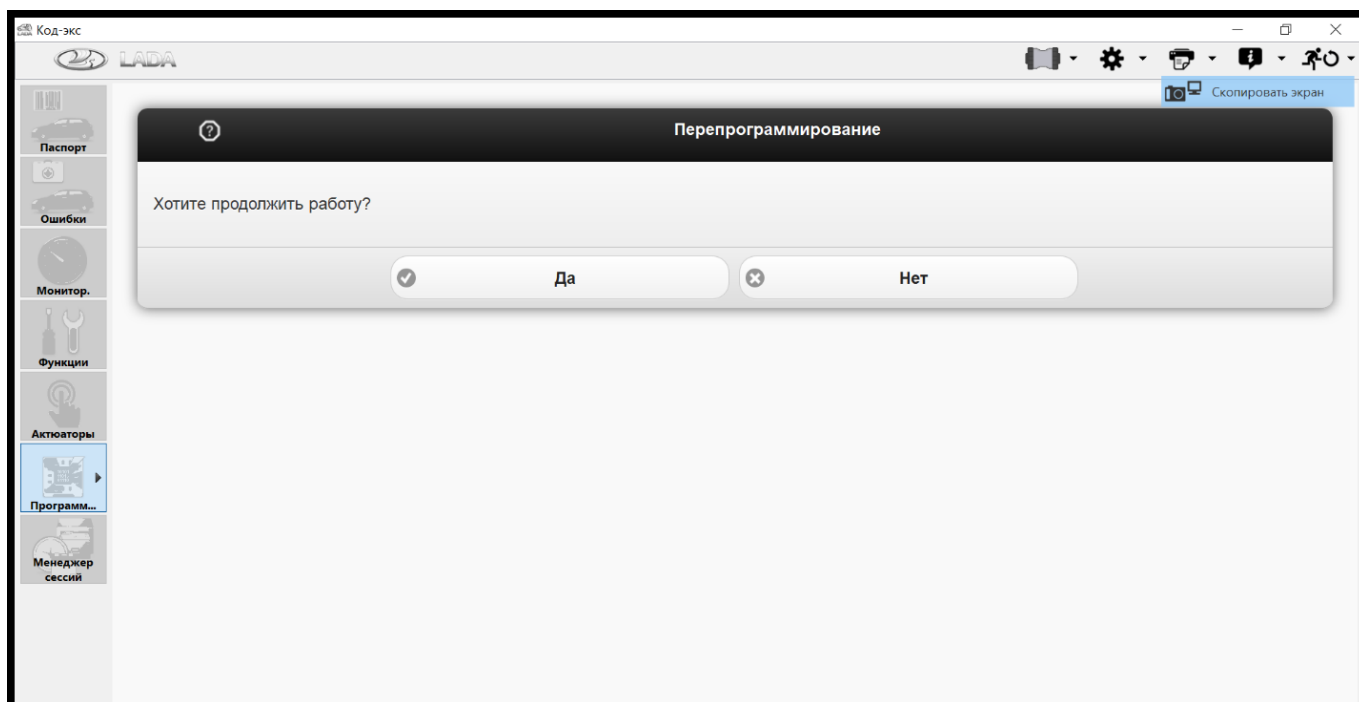 Код-экс
LADA
Скопировать экран
Паспорт
Перепрограммирование
Ошибки
Хотите продолжить работу?
Монитор.
Да
Нет
Функции
Актюаторы
Программ...
Менеджер
сессий